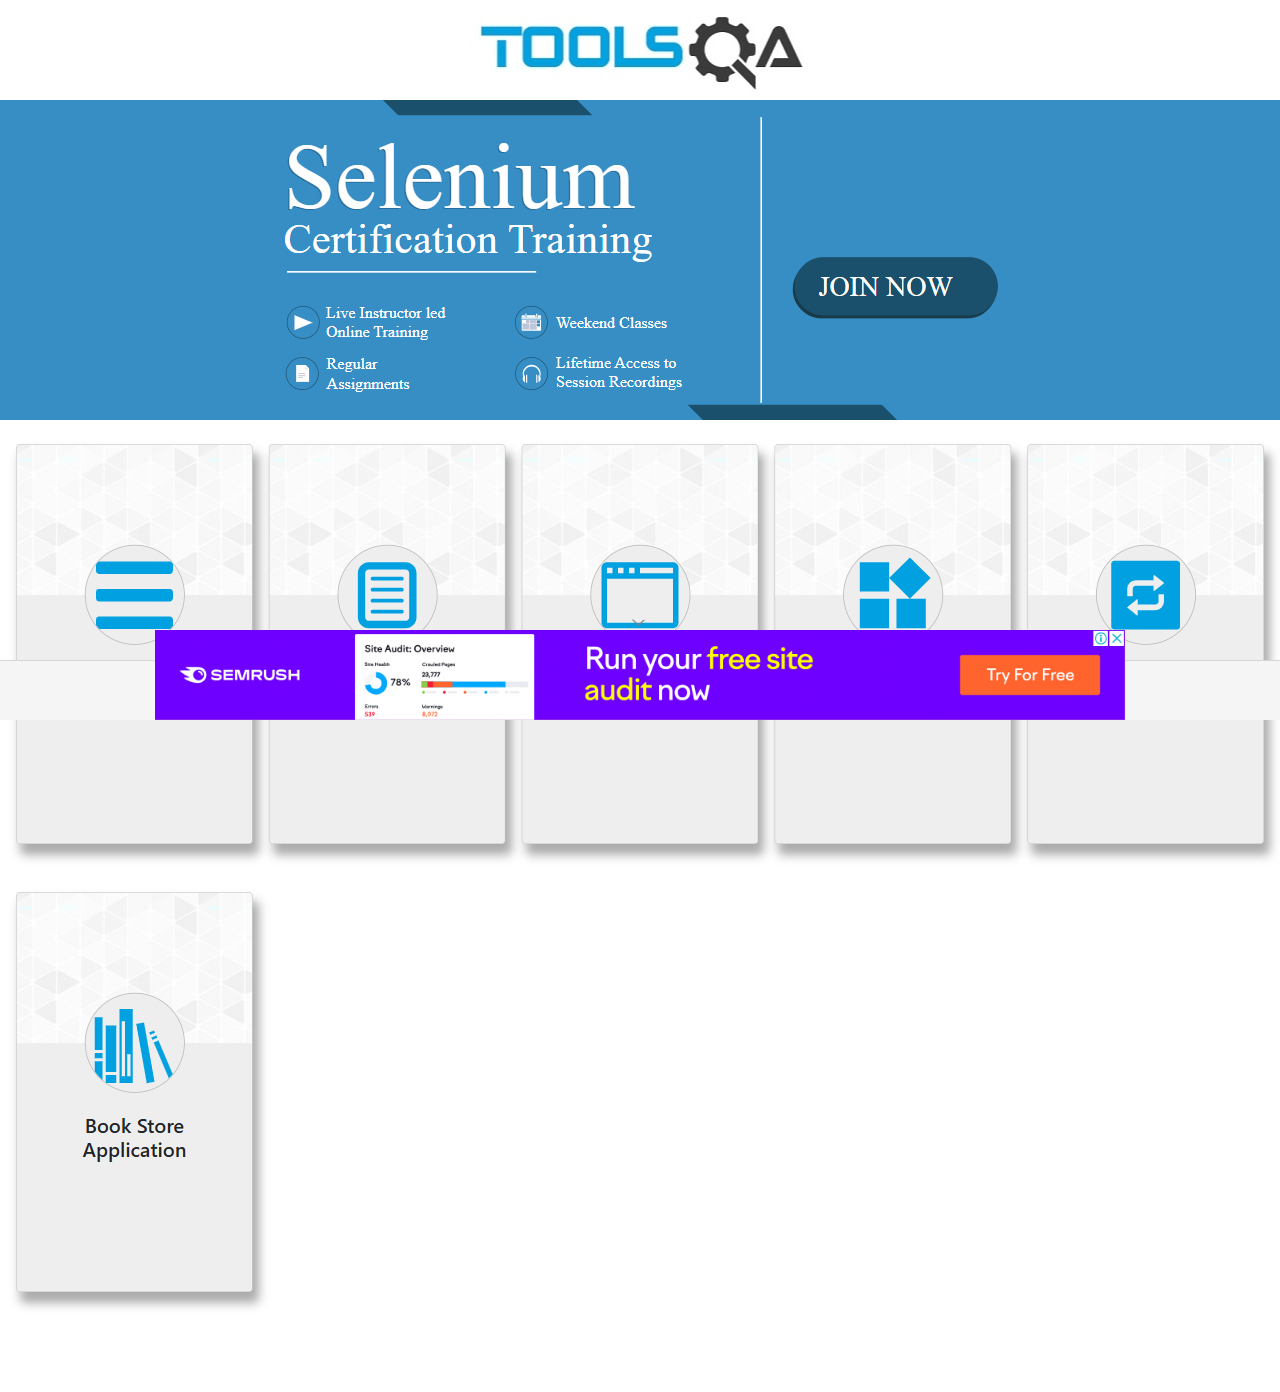 TOOLSQA
Selenium
Certification Training
Live Instructor led
Online Training
Weekend Classes
Regular
Assignments
Lifetime Access to
Session Recordings
JOIN NOW
SEMRUSH
Site Audit: Overview
Site Health
Crawled Pages
78%
23,777
Errors
Warnings
539
8,072
Run your free site
audit now
Try For Free
Book Store
Application